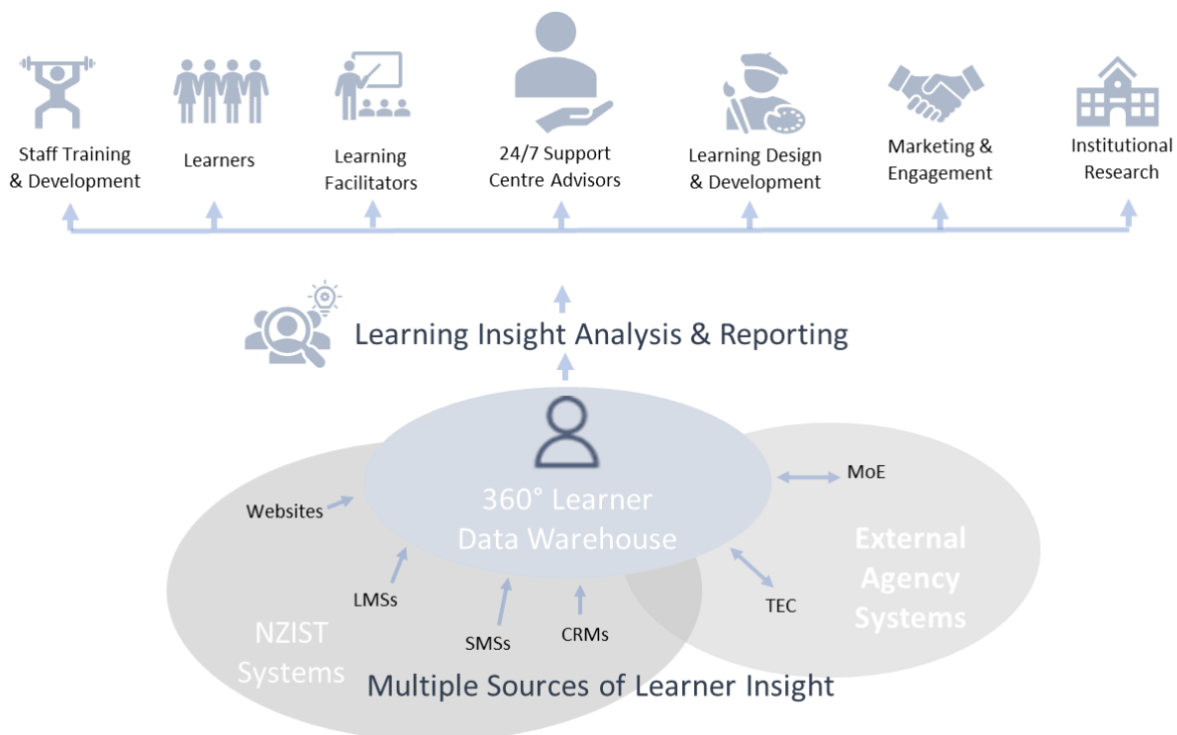 Staff Training
& Development
Learners
Learning
Facilitators
24/7 Support
Centre Advisors
Learning Design
& Development
Marketing &
Engagement
Institutional
Research
Learning Insight Analysis & Reporting
360° Learner
Data Warehouse
Websites
LMSs
SMSs
CRMs
NZIST
Systems
MoE
TEC
External
Agency
Systems
Multiple Sources of Learner Insight